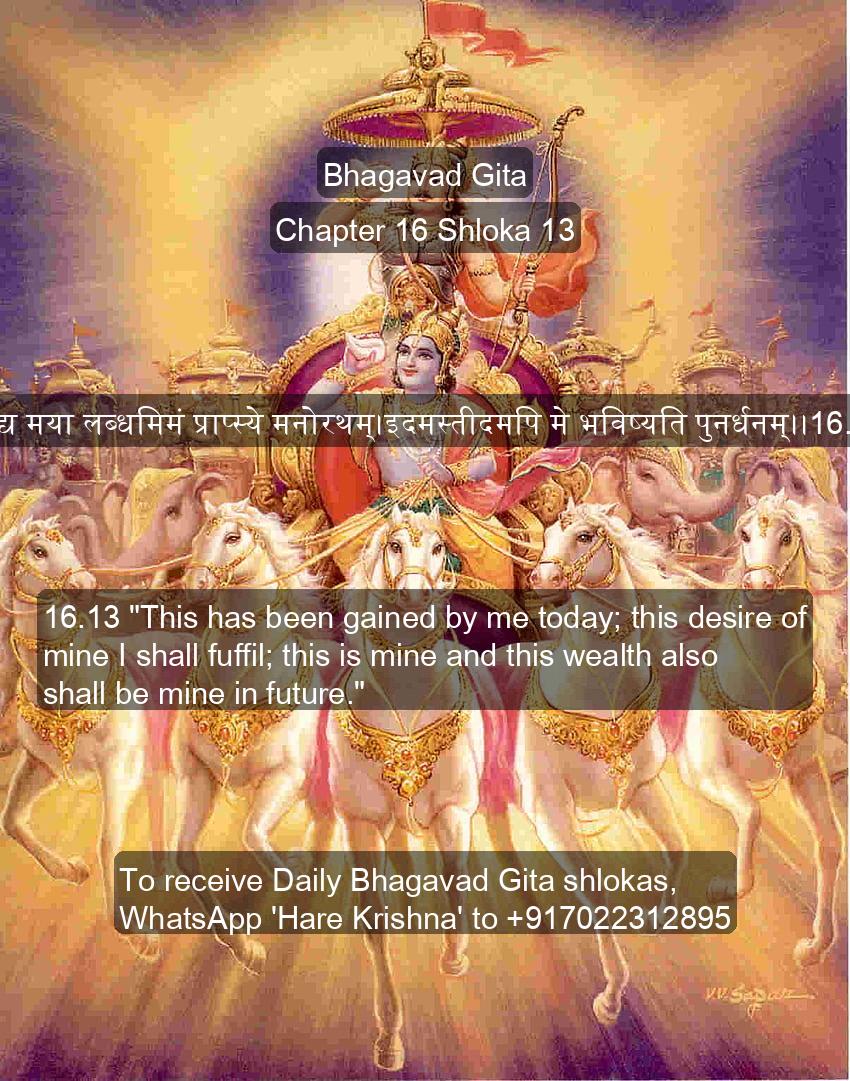 Bhagavad Gita
Chapter 16 Shloka 13
मया लब्धमिमं प्राप्स्ये मनोरथम्।इदमस्तीदमपि मे भविष्यति पुनर्धनम्।।16.
16.13 "This has been gained by me today; this desire of
mine I shall fuffil; this is mine and this wealth also
shall be mine in future."
To receive Daily Bhagavad Gita shlokas,
WhatsApp 'Hare Krishna' to +917022312895